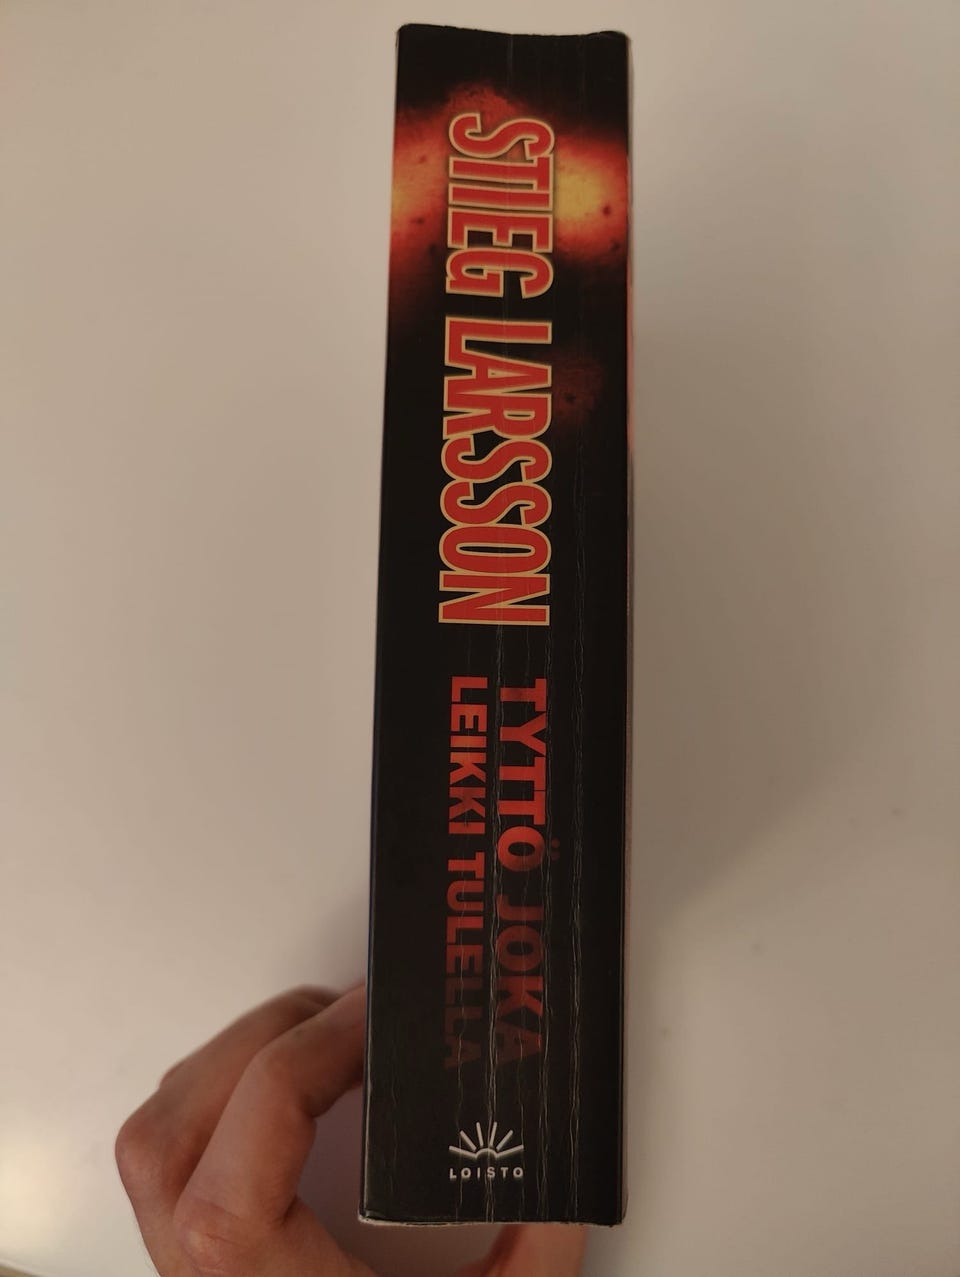 STIEG LARSSON
TYTTÖ JOKA
LEIKKI TULELLA
LOISTO